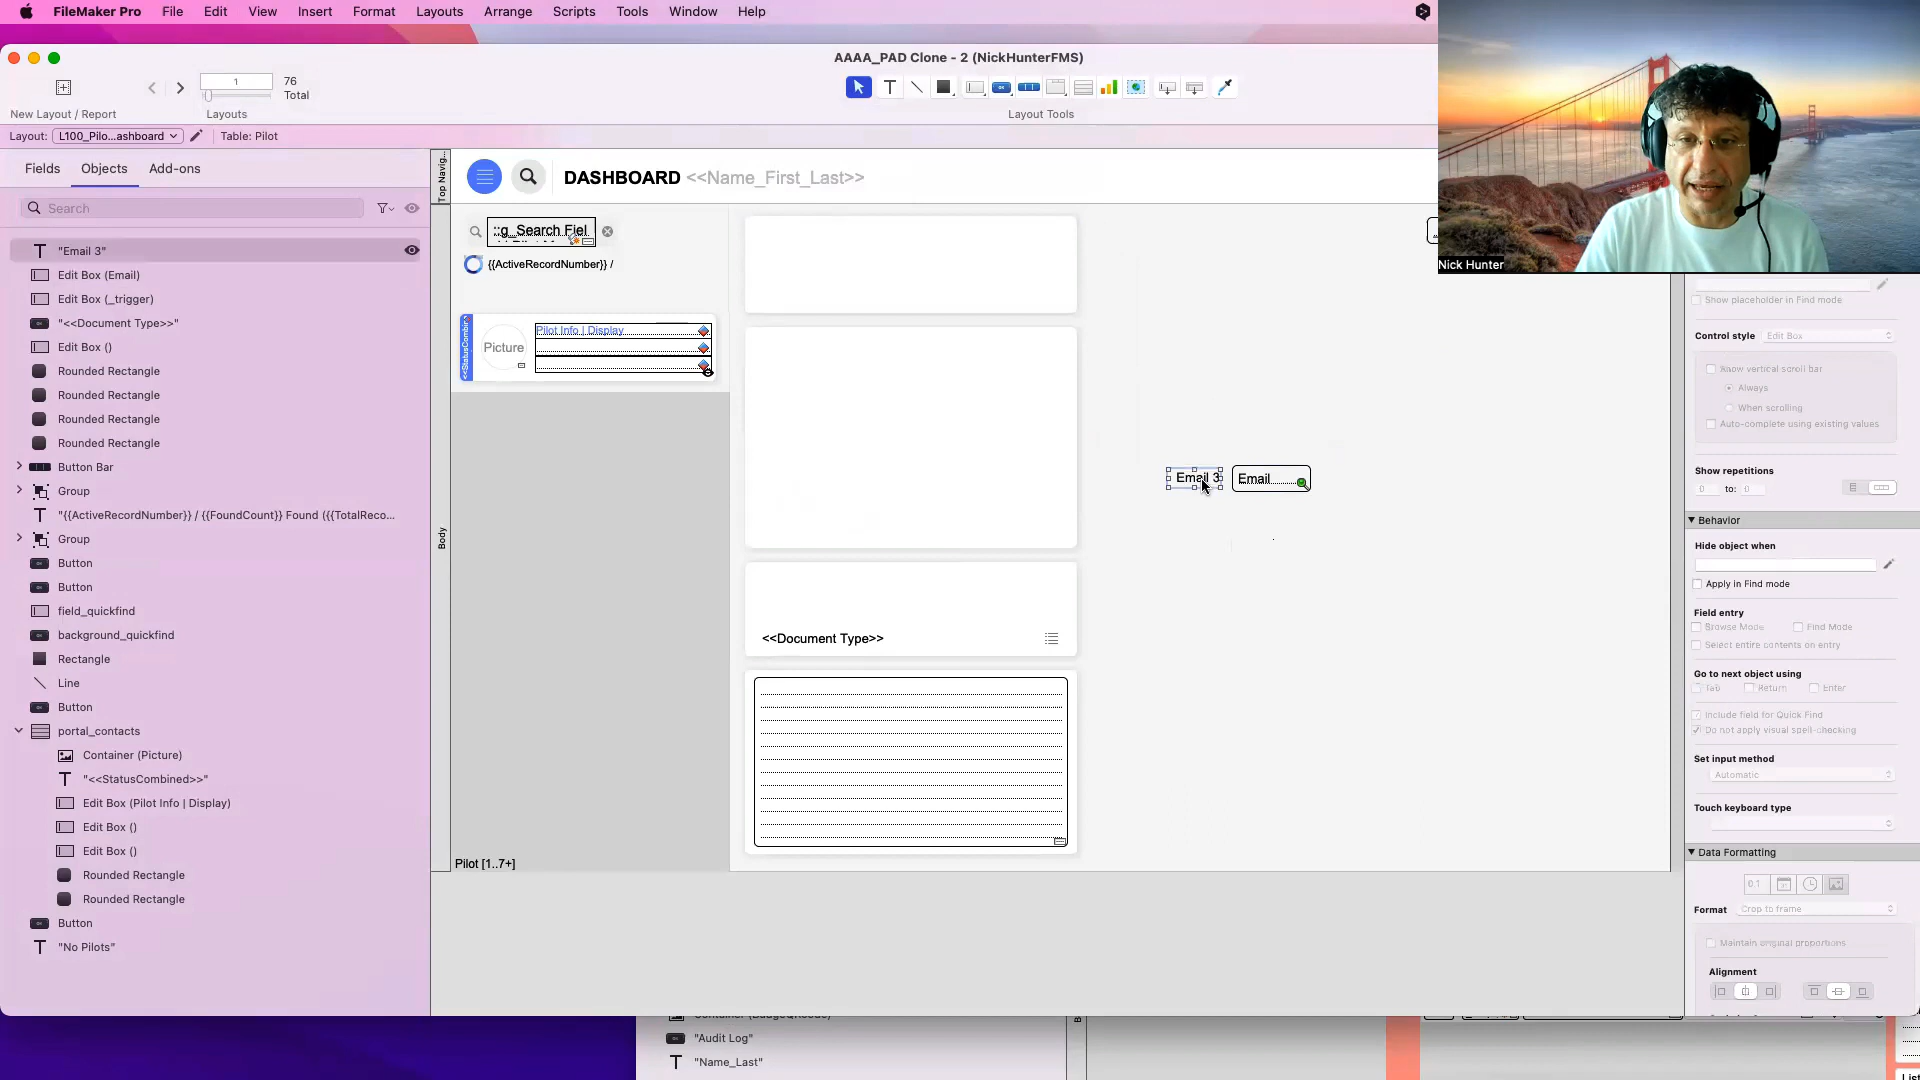 FileMaker Pro File Edit View Insert Format Layouts Arrange Scripts Tools Window Help
AAAA_PAD Clone - 2 (NickHunterFMS)
1
76
Total
New Layout / Report
Layouts
Layout Tools
Layout: L100_Pilo...ashboard
Table: Pilot
Fields
Objects
Add-ons
Search
"Email 3"
Edit Box (Email)
Edit Box (_trigger)
"<<Document Type>>"
Edit Box ()
Rounded Rectangle
Rounded Rectangle
Rounded Rectangle
Rounded Rectangle
Button Bar
Group
"{{ActiveRecordNumber}} / {{FoundCount}} Found ({{TotalReco...
Group
Button
Button
field_quickfind
background_quickfind
Rectangle
Line
Button
portal_contacts
Container (Picture)
"<<StatusCombined>>"
Edit Box (Pilot Info | Display)
Edit Box ()
Edit Box ()
Rounded Rectangle
Rounded Rectangle
Button
"No Pilots"
Top Navig...
Body
DASHBOARD <<Name_First_Last>>
::g_Search Fiel
{{ActiveRecordNumber}} /
<<StatusCombin
Picture
Pilot Info | Display
Pilot [1..7+]
<<Document Type>>
Email 3
Email
Nick Hunter
Show placeholder in Find mode
Control style
Edit Box
Show vertical scroll bar
Always
When scrolling
Auto-complete using existing values
Show repetitions
0 to: 0
Behavior
Hide object when
Apply in Find mode
Field entry
Browse Mode
Find Mode
Select entire contents on entry
Go to next object using
Tab
Return
Enter
Include field for Quick Find
Do not apply visual spell-checking
Set input method
Automatic
Touch keyboard type
Data Formatting
0.1
Format
Crop to frame
Maintain original proportions
Alignment
"Audit Log"
"Name_Last"